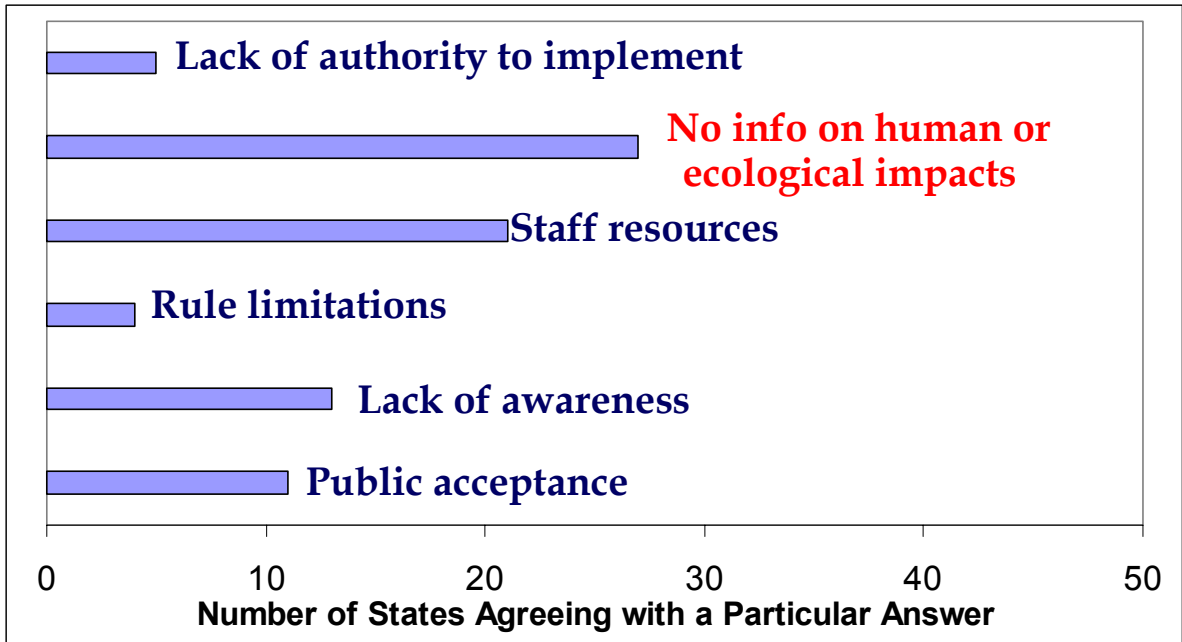 Lack of authority to implement
No info on human or
ecological impacts
Staff resources
Rule limitations
Lack of awareness
Public acceptance
0 10 20 30 40 50
Number of States Agreeing with a Particular Answer